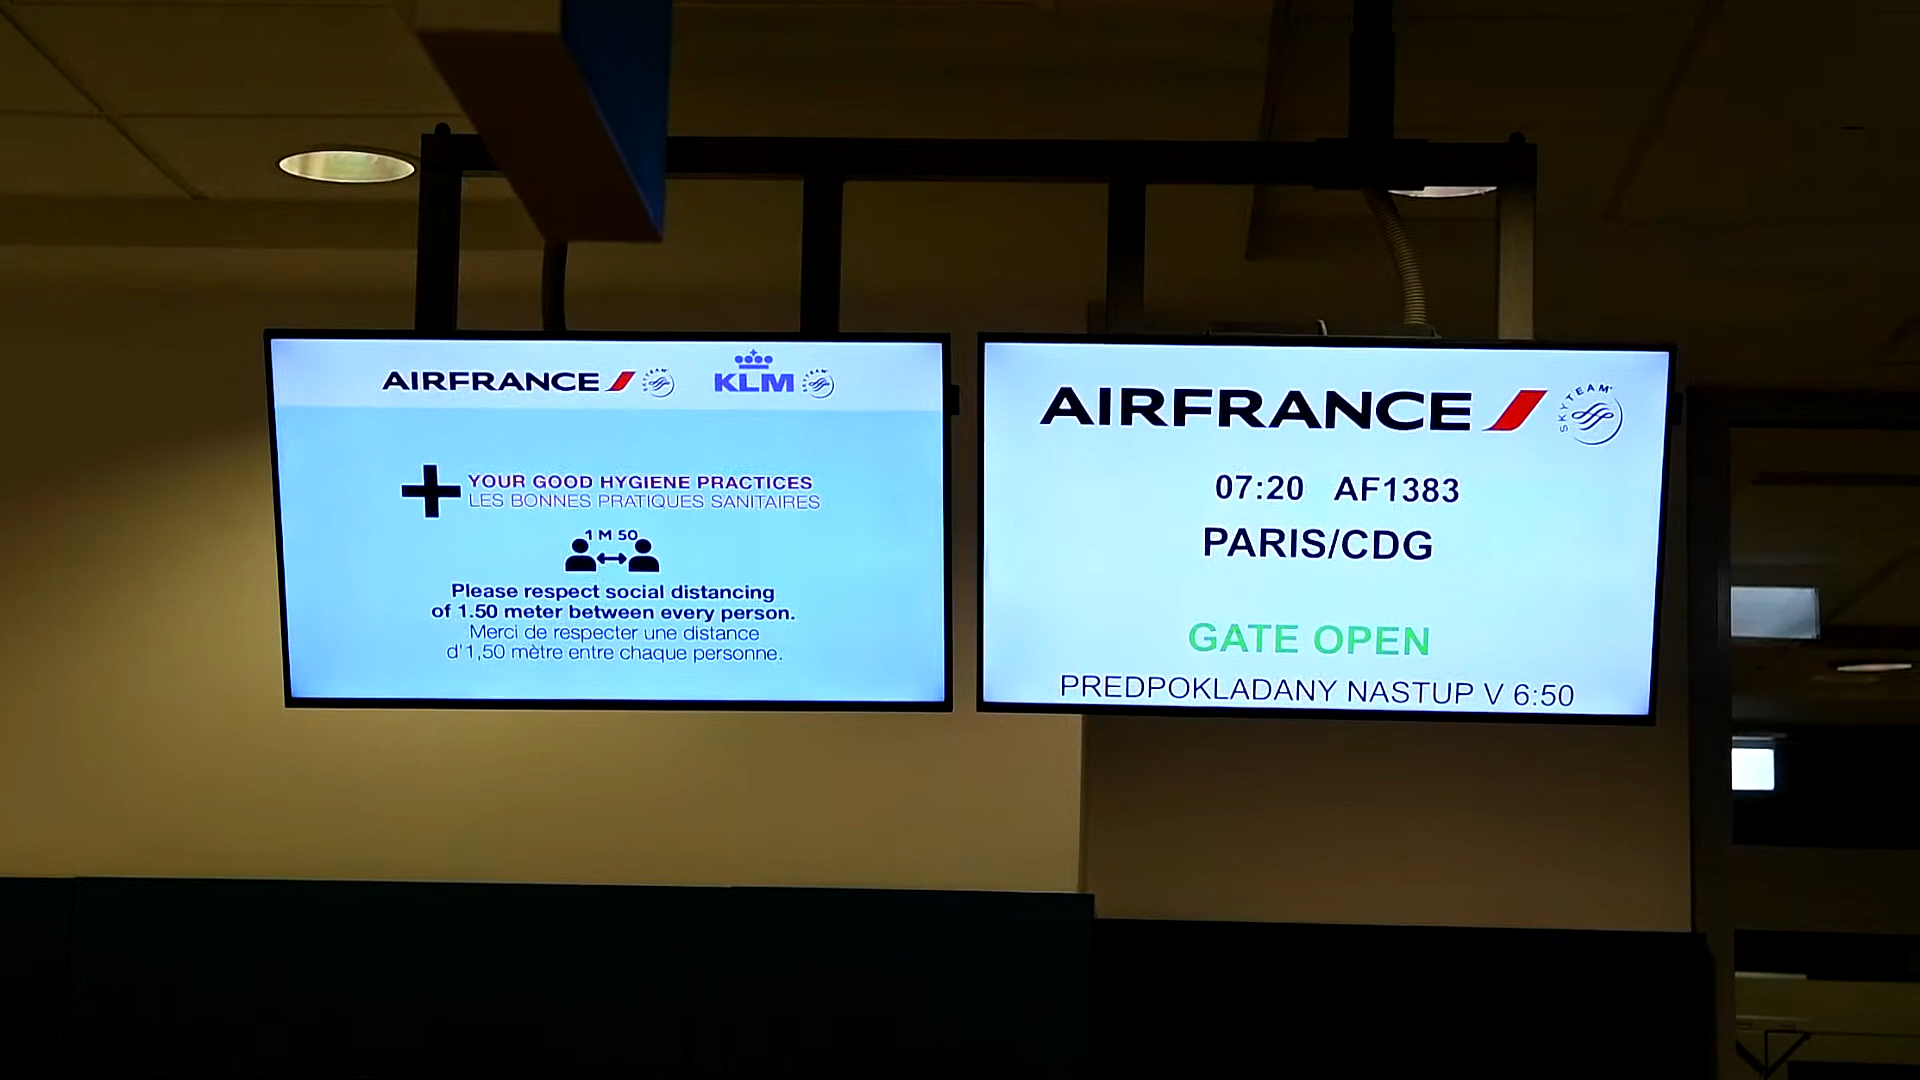 AIRFRANCE
KLM
YOUR GOOD HYGIENE PRACTICES
LES BONNES PRATIQUES SANITAIRES
1 M 50
Please respect social distancing
of 1.50 meter between every person.
Merci de respecter une distance
d'1,50 mètre entre chaque personne.
AIRFRANCE
SKYTEAM
07:20 AF1383
PARIS/CDG
GATE OPEN
PREDPOKLADANY NASTUP V 6:50